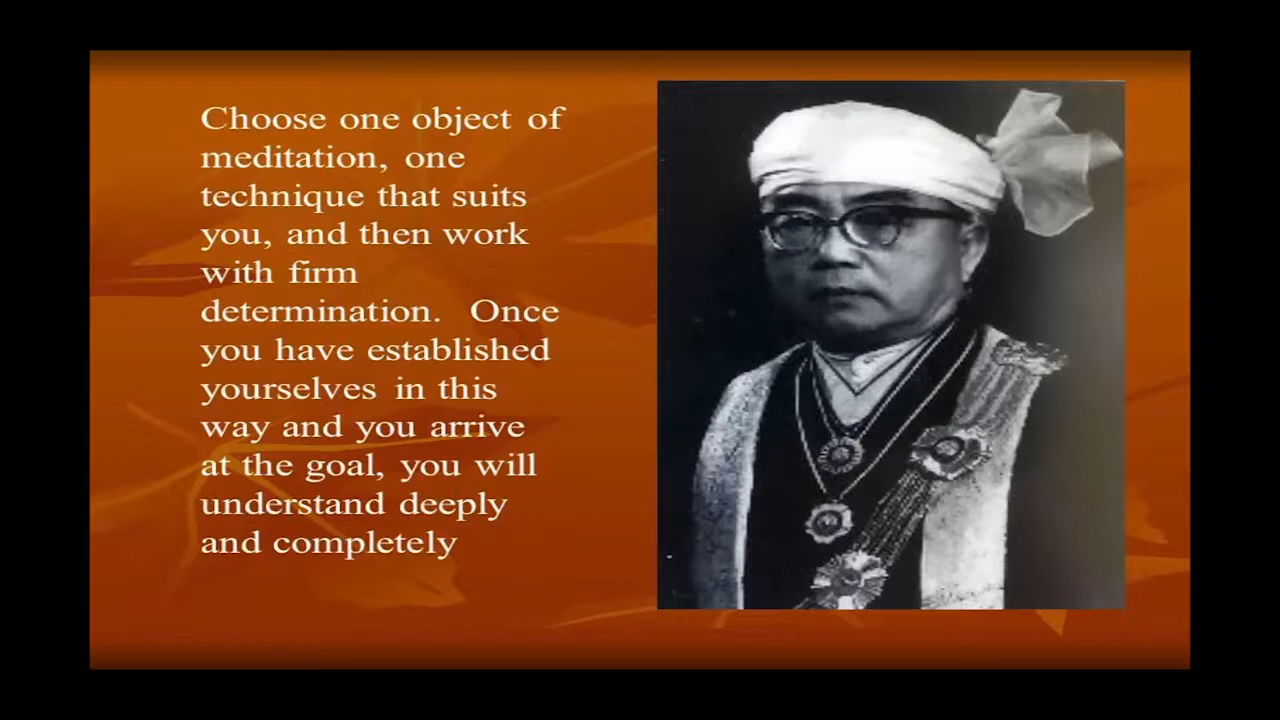 Choose one object of
meditation, one
technique that suits
you, and then work
with firm
determination.  Once
you have established
yourselves in this
way and you arrive
at the goal, you will
understand deeply
and completely